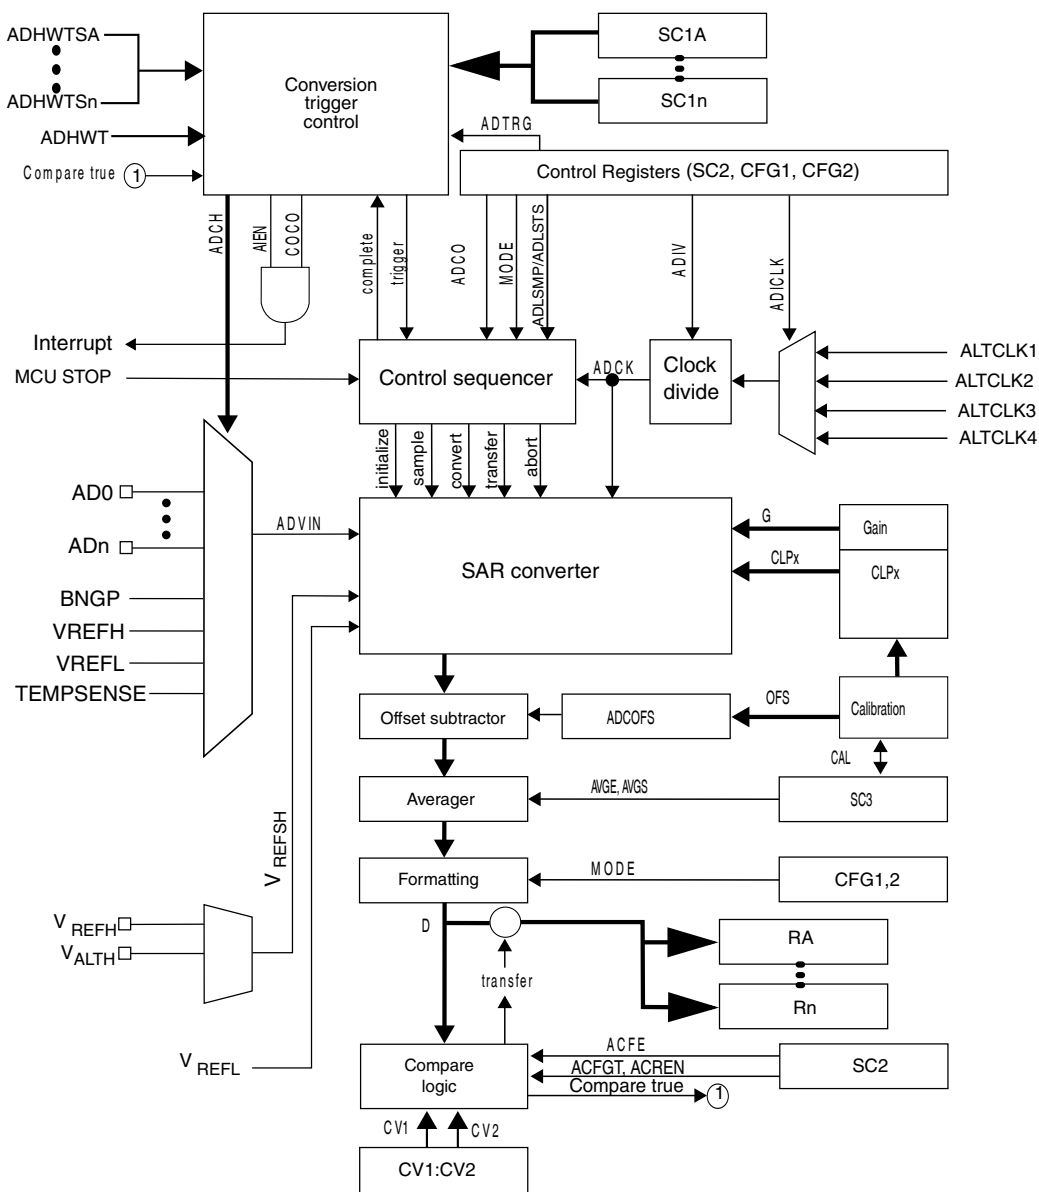 ADHWTSA
ADHWTSn
ADHWT
Compare true 1
Conversion
trigger
control
SC1A
SC1n
ADTRG
Control Registers (SC2, CFG1, CFG2)
ADCH
AIEN
COCO
complete
trigger
ADCO
MODE
ADLSMP/ADLSTS
ADIV
ADICLK
Interrupt
MCU STOP
Control sequencer
ADCK
Clock
divide
ALTCLK1
ALTCLK2
ALTCLK3
ALTCLK4
initialize
sample
convert
transfer
abort
AD0
ADn
BNGP
VREFH
VREFL
TEMPSENSE
ADVIN
SAR converter
G
Gain
CLPx
CLPx
Offset subtractor
ADCOFS
OFS
Calibration
CAL
Averager
AVGE, AVGS
SC3
Formatting
MODE
CFG1,2
V REFSH
V REFH
VALTH
V REFL
D
transfer
RA
Rn
Compare
logic
ACFE
ACFGT, ACREN
Compare true
1
SC2
CV1
CV2
CV1:CV2